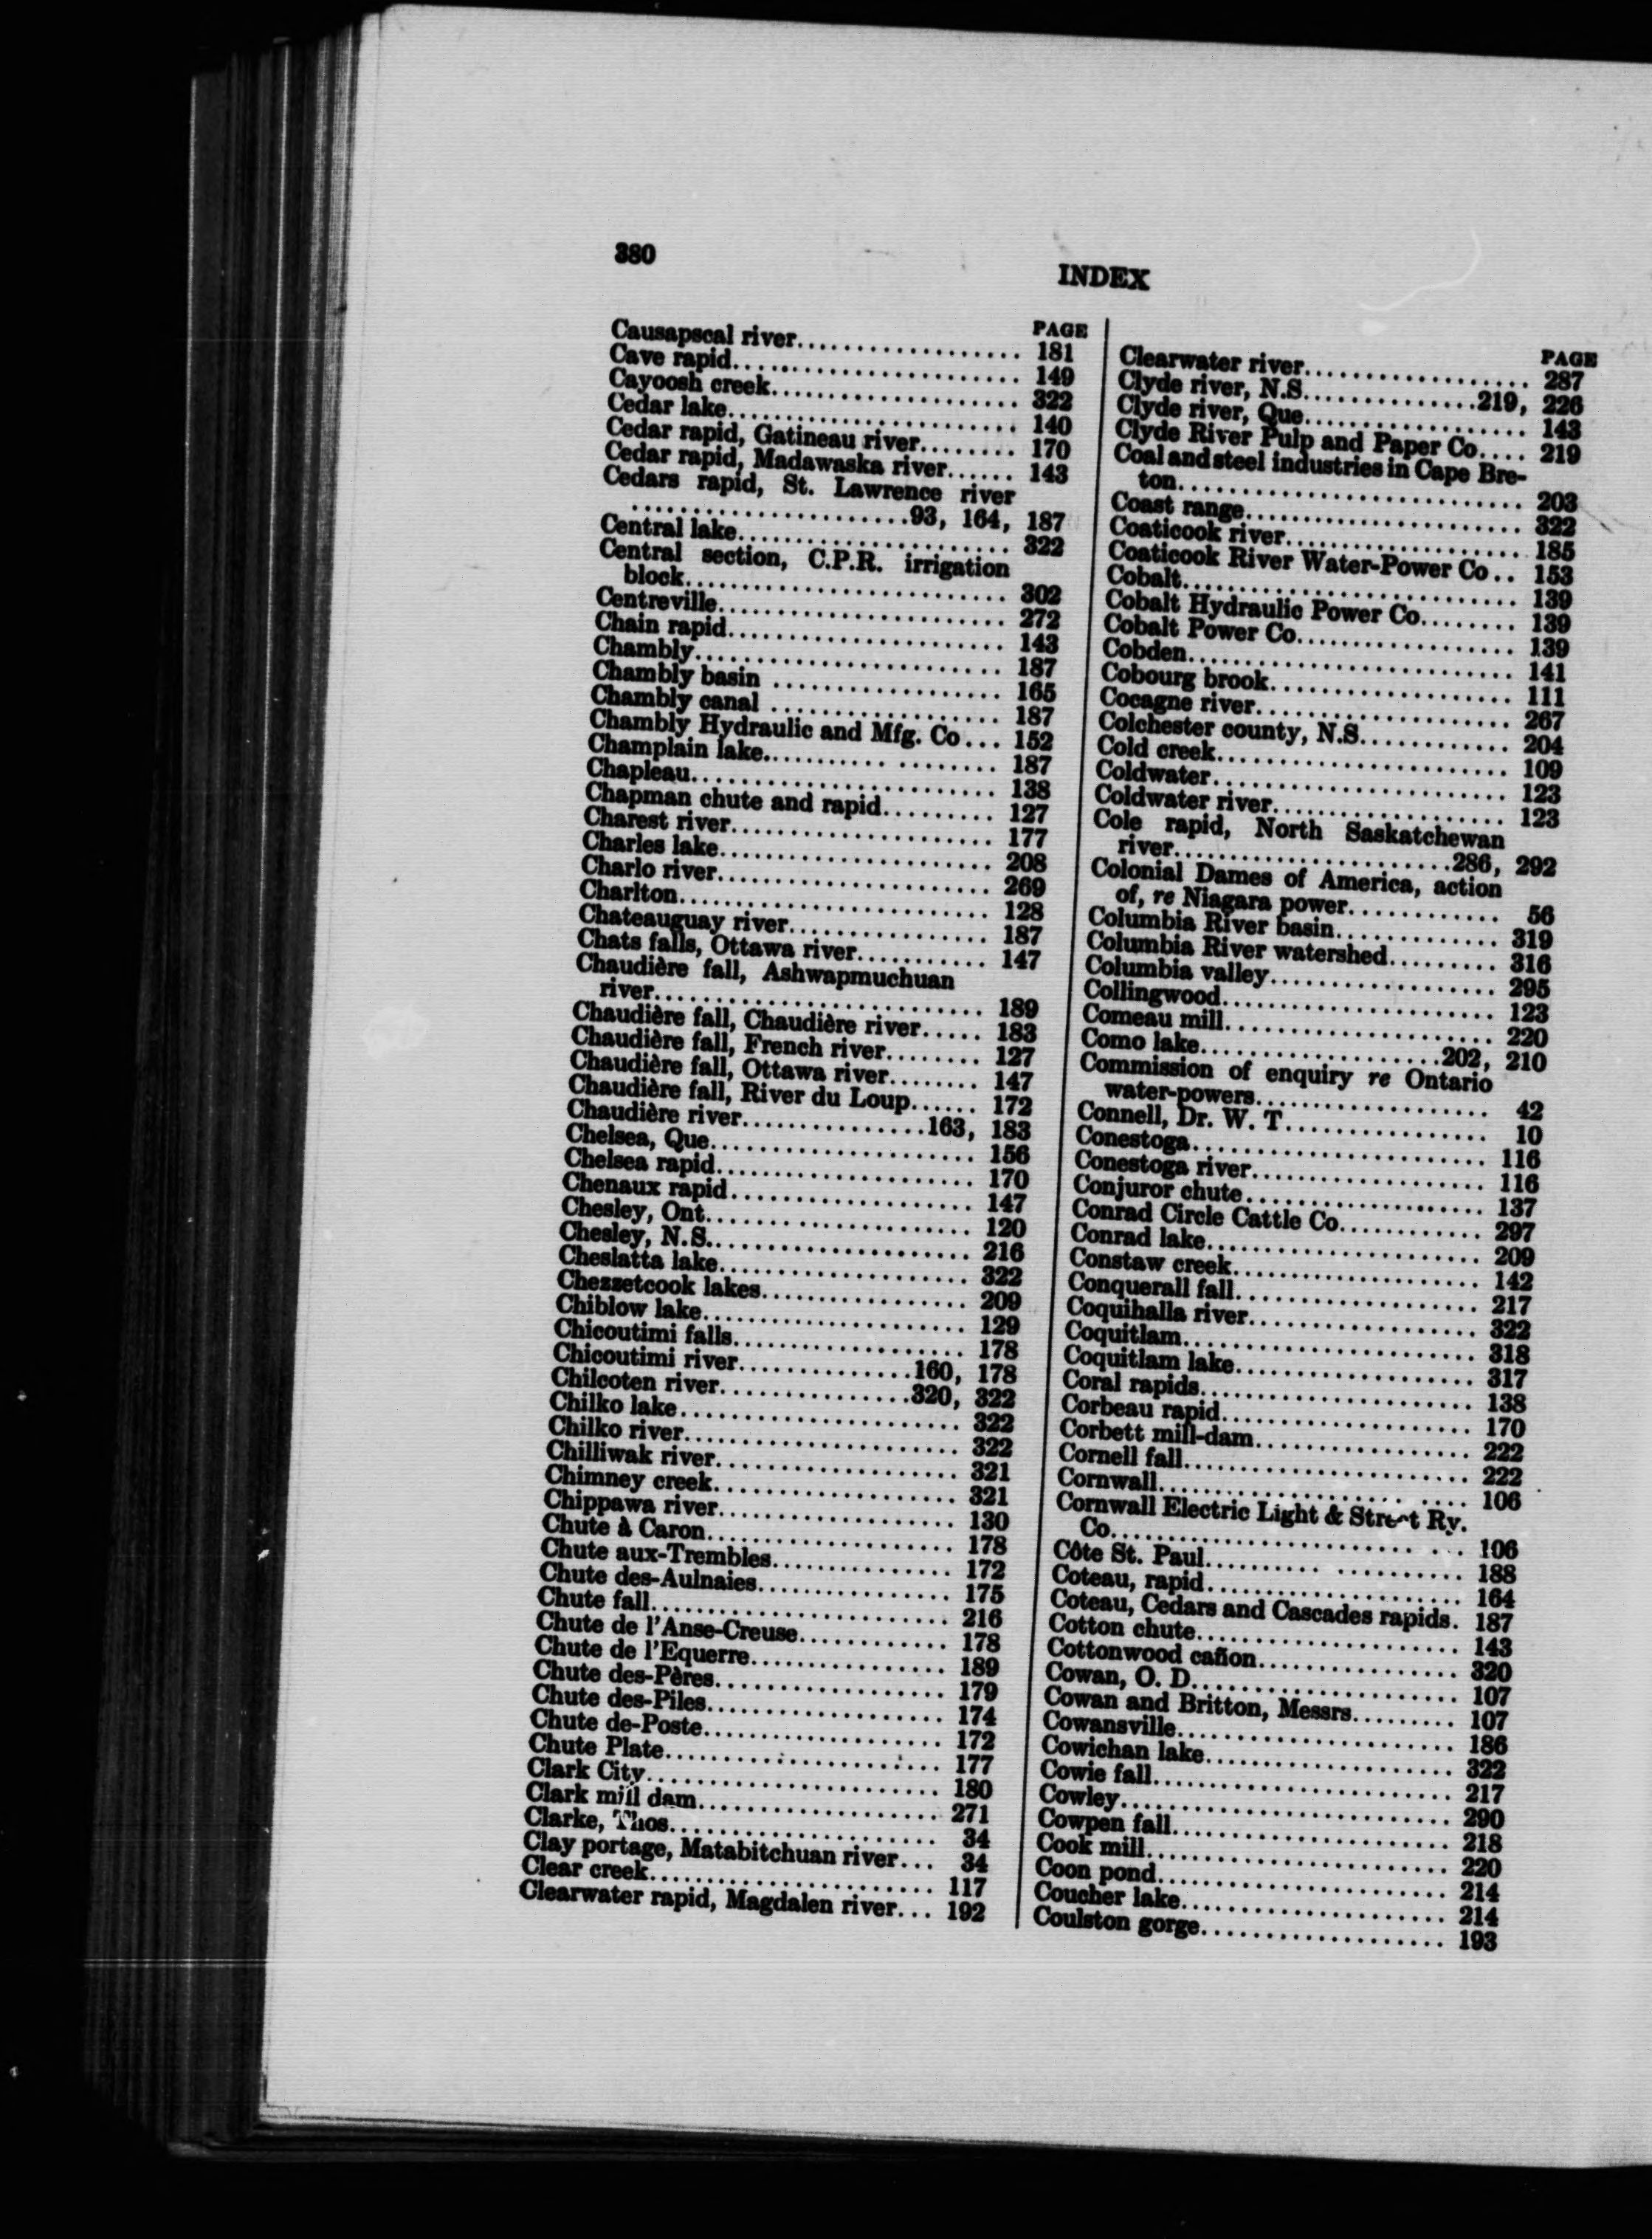 380
INDEX
PAGE
Causapscal river.................. 181
Cave rapid....................... 149
Cayoosh creek.................... 322
Cedar lake....................... 140
Cedar rapid, Gatineau river........ 170
Cedar rapid, Madawaska river...... 143
Cedars rapid, St. Lawrence river
......................93, 164, 187
Central lake...................... 322
Central section, C.P.R. irrigation
block.......................... 302
Centreville....................... 272
Chain rapid...................... 143
Chambly......................... 187
Chambly basin ................... 165
Chambly canal ................... 187
Chambly Hydraulic and Mfg. Co... 152
Champlain lake................... 187
Chapleau......................... 138
Chapman chute and rapid......... 127
Charest river..................... 177
Charles lake...................... 208
Charlo river...................... 269
Charlton......................... 128
Chateauguay river................ 187
Chats falls, Ottawa river........... 147
Chaudière fall, Ashwapmuchuan
river........................... 189
Chaudière fall, Chaudière river..... 183
Chaudière fall, French river........ 127
Chaudière fall, Ottawa river........ 147
Chaudière fall, River du Loup...... 172
Chaudière river...............163, 183
Chelsea, Que..................... 156
Chelsea rapid..................... 170
Chenaux rapid.................... 147
Chesley, Ont..................... 120
Chesley, N.S..................... 216
Cheslatta lake.................... 322
Chezzetcook lakes................. 209
Chiblow lake..................... 129
Chicoutimi falls................... 178
Chicoutimi river..............160, 178
Chilcoten river...............320, 322
Chilko lake....................... 322
Chilko river...................... 322
Chilliwak river.................... 321
Chimney creek.................... 321
Chippawa river................... 130
Chute à Caron.................... 178
Chute aux-Trembles............... 172
Chute des-Aulnaies................ 175
Chute fall........................ 216
Chute de l'Anse-Creuse............ 178
Chute de l'Equerre................ 189
Chute des-Pères................... 179
Chute des-Piles................... 174
Chute de-Poste................... 172
Chute Plate...................... 177
Clark City........................ 180
Clark mill dam................... 271
Clarke, Thos...................... 34
Clay portage, Matabitchuan river... 34
Clear creek....................... 117
Clearwater rapid, Magdalen river... 192
PAGE
Clearwater river................... 287
Clyde river, N.S..............219, 226
Clyde river, Que.................. 143
Clyde River Pulp and Paper Co.... 219
Coal and steel industries in Cape Bre-
ton............................ 203
Coast range...................... 322
Coaticook river................... 185
Coaticook River Water-Power Co.. 153
Cobalt........................... 139
Cobalt Hydraulic Power Co........ 139
Cobalt Power Co.................. 139
Cobden.......................... 141
Cobourg brook................... 111
Cocagne river..................... 267
Colchester county, N.S............ 204
Cold creek....................... 109
Coldwater........................ 123
Coldwater river................... 123
Cole rapid, North Saskatchewan
river......................286, 292
Colonial Dames of America, action
of, re Niagara power............ 56
Columbia River basin............. 319
Columbia River watershed......... 316
Columbia valley.................. 295
Collingwood...................... 123
Comeau mill..................... 220
Como lake...................202, 210
Commission of enquiry re Ontario
water-powers................... 42
Connell, Dr. W. T................ 10
Conestoga........................ 116
Conestoga river................... 116
Conjuror chute................... 137
Conrad Circle Cattle Co........... 297
Conrad lake...................... 209
Constaw creek.................... 142
Conquerall fall.................... 217
Coquihalla river.................. 322
Coquitlam....................... 318
Coquitlam lake................... 317
Coral rapids...................... 138
Corbeau rapid.................... 170
Corbett mill-dam................. 222
Cornell fall....................... 222
Cornwall......................... 106
Cornwall Electric Light & Street Ry.
Co............................. 106
Côte St. Paul..................... 188
Coteau, rapid..................... 164
Coteau, Cedars and Cascades rapids. 187
Cotton chute..................... 143
Cottonwood cañon................ 320
Cowan, O. D..................... 107
Cowan and Britton, Messrs......... 107
Cowansville...................... 186
Cowichan lake.................... 322
Cowie fall........................ 217
Cowley........................... 290
Cowpen fall...................... 218
Cook mill........................ 220
Coon pond....................... 214
Coucher lake..................... 214
Coulston gorge.................... 193